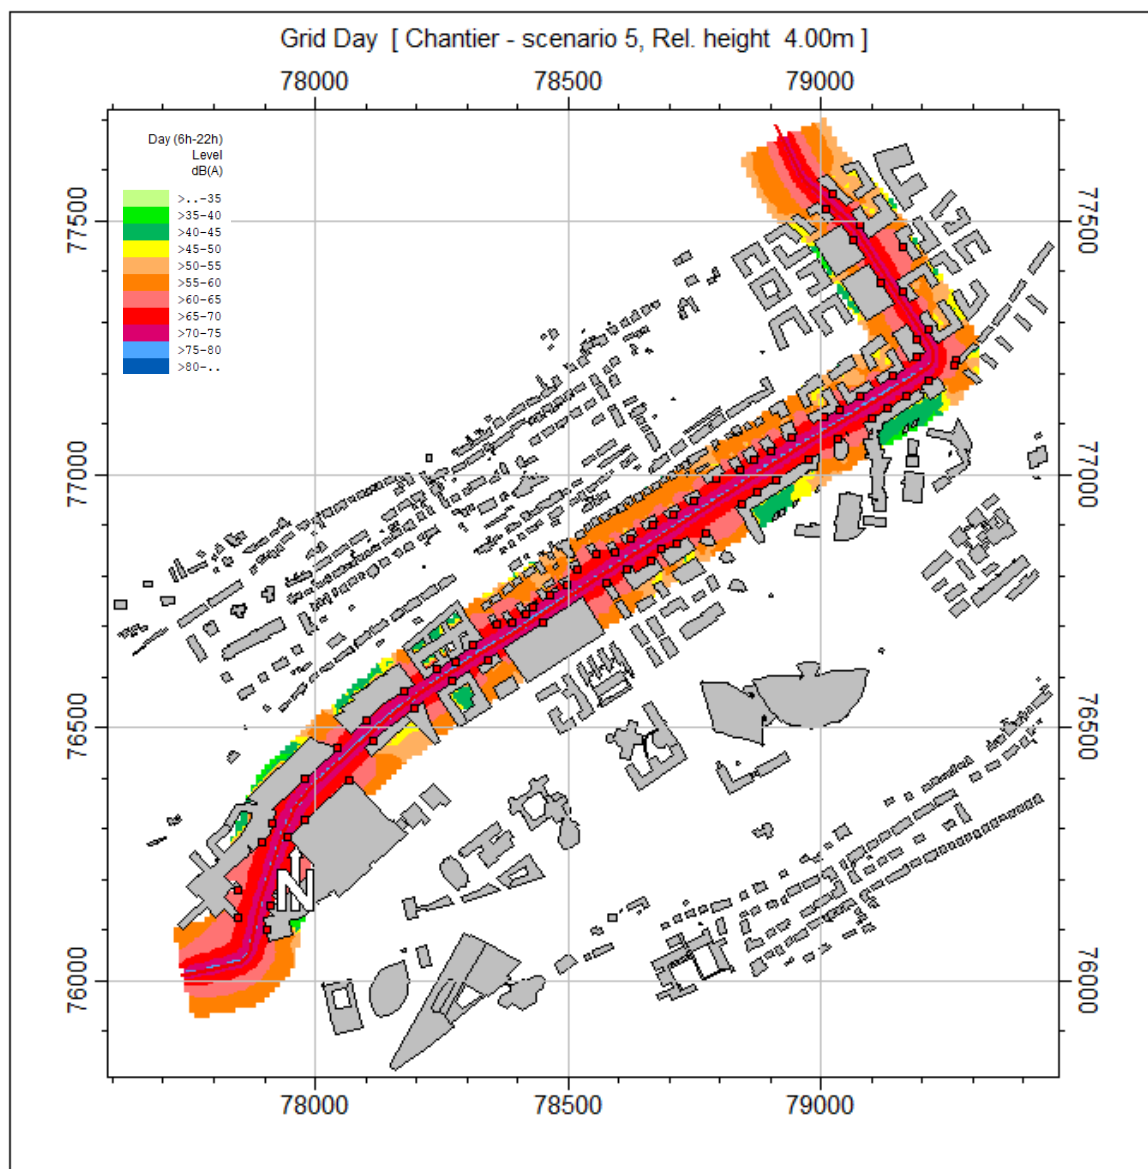 Grid Day [ Chantier - scenario 5, Rel. height 4.00m ]
78000 78500 79000
Day (6h-22h)
Level
dB(A)
>..-35
>35-40
>40-45
>45-50
>50-55
>55-60
>60-65
>65-70
>70-75
>75-80
>80-..
77500 77500
77000 77000
76500 76500
N
76000 76000
78000 78500 79000